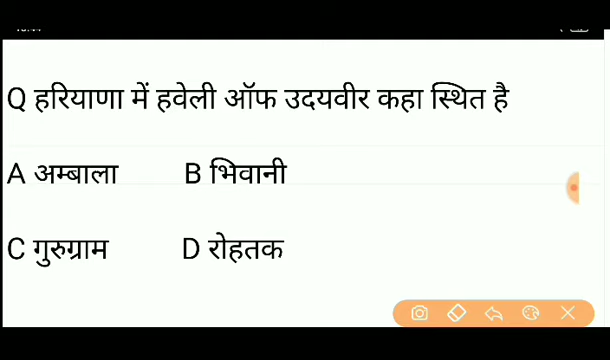 Q हरियाणा में हवेली ऑफ उदयवीर कहा स्थित है
A अम्बाला B भिवानी
C गुरुग्राम D रोहतक